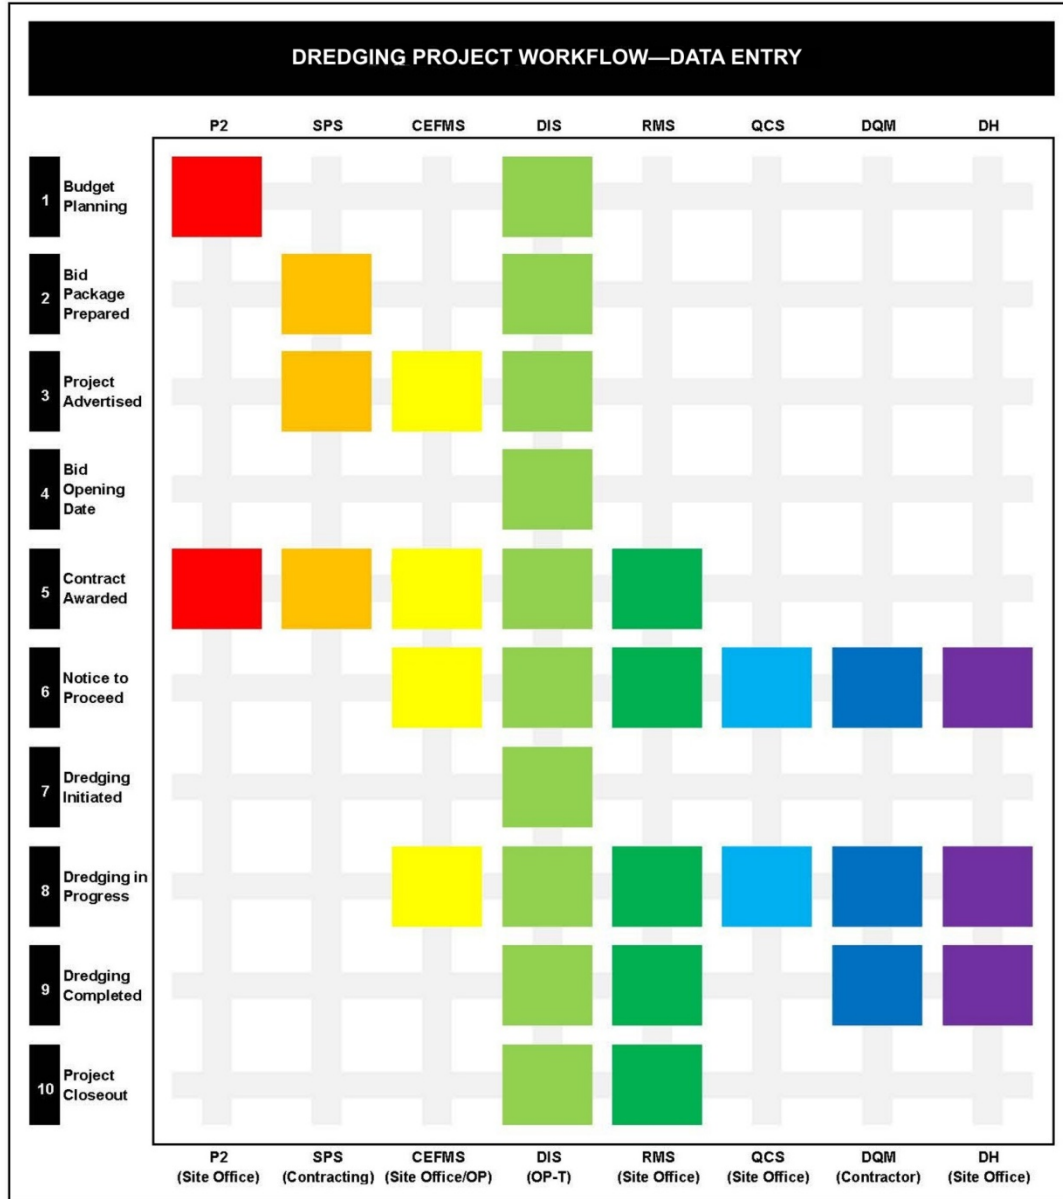 DREDGING PROJECT WORKFLOW—DATA ENTRY
P2 SPS CEFMS DIS RMS QCS DQM DH
1 Budget
Planning
2 Bid
Package
Prepared
3 Project
Advertised
4 Bid
Opening
Date
5 Contract
Awarded
6 Notice to
Proceed
7 Dredging
Initiated
8 Dredging in
Progress
9 Dredging
Completed
10 Project
Closeout
P2 SPS CEFMS DIS RMS QCS DQM DH
(Site Office) (Contracting) (Site Office/OP) (OP-T) (Site Office) (Site Office) (Contractor) (Site Office)